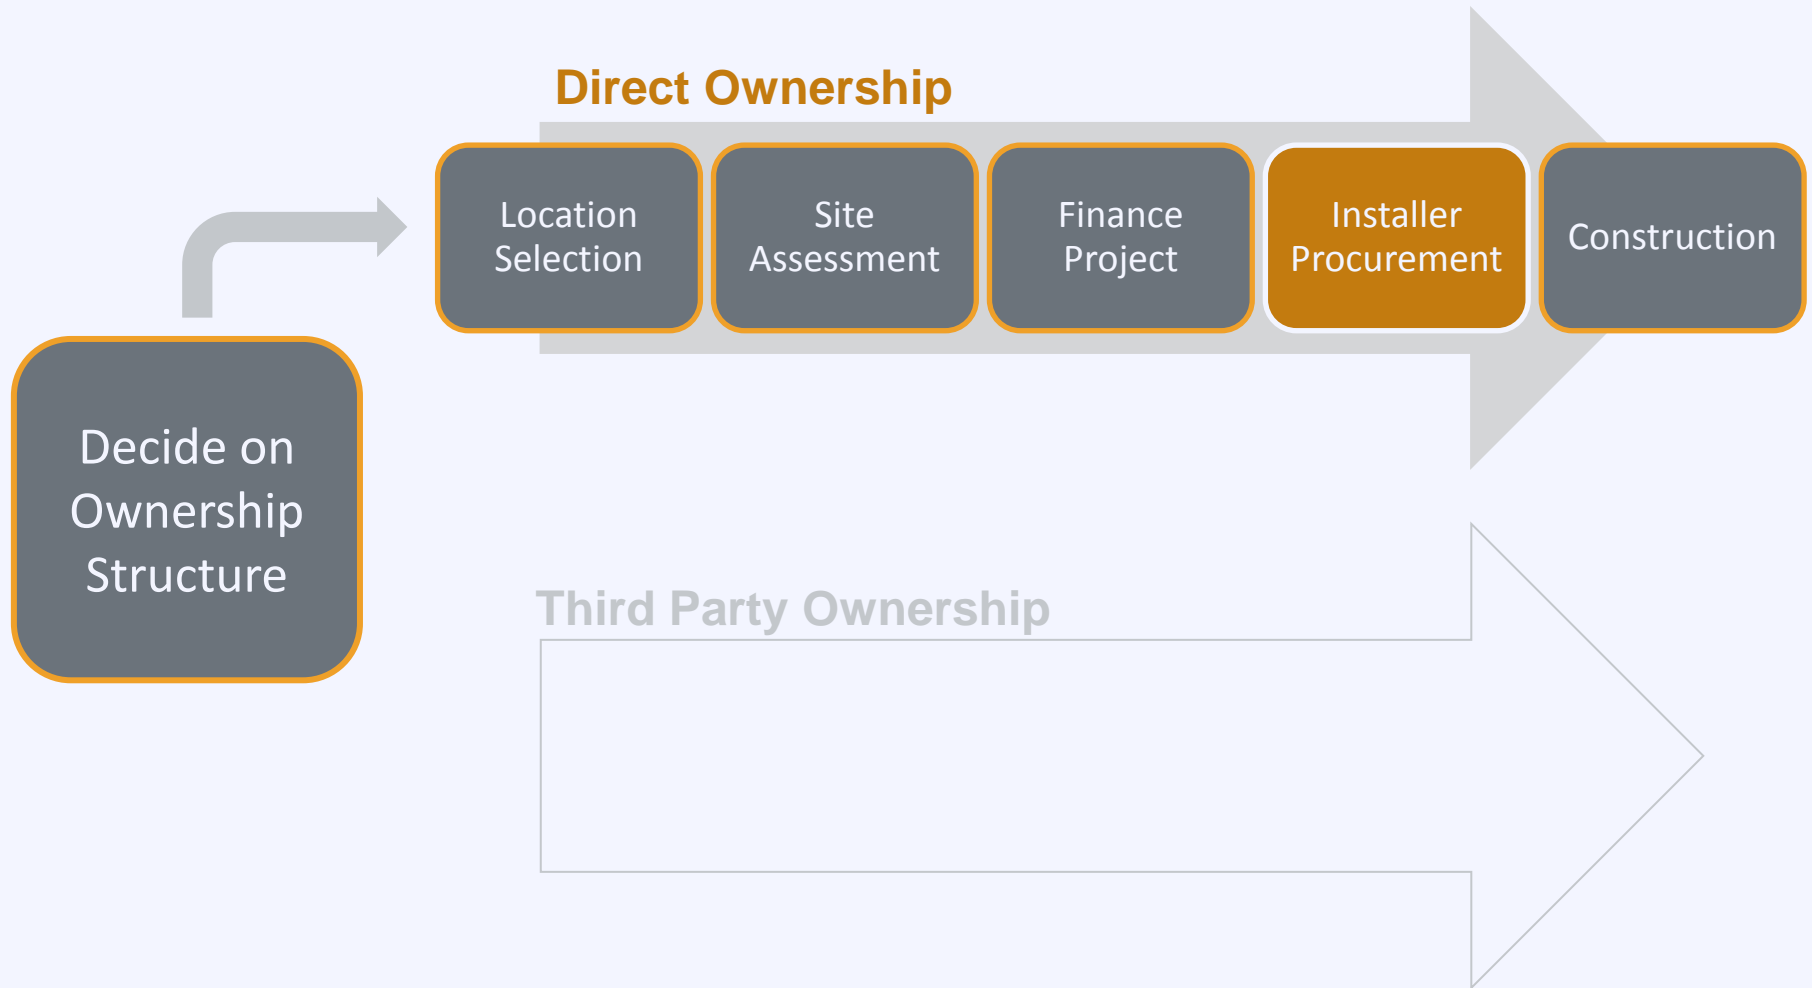 Direct Ownership
Location
Selection
Site
Assessment
Finance
Project
Installer
Procurement
Construction
Decide on
Ownership
Structure
Third Party Ownership